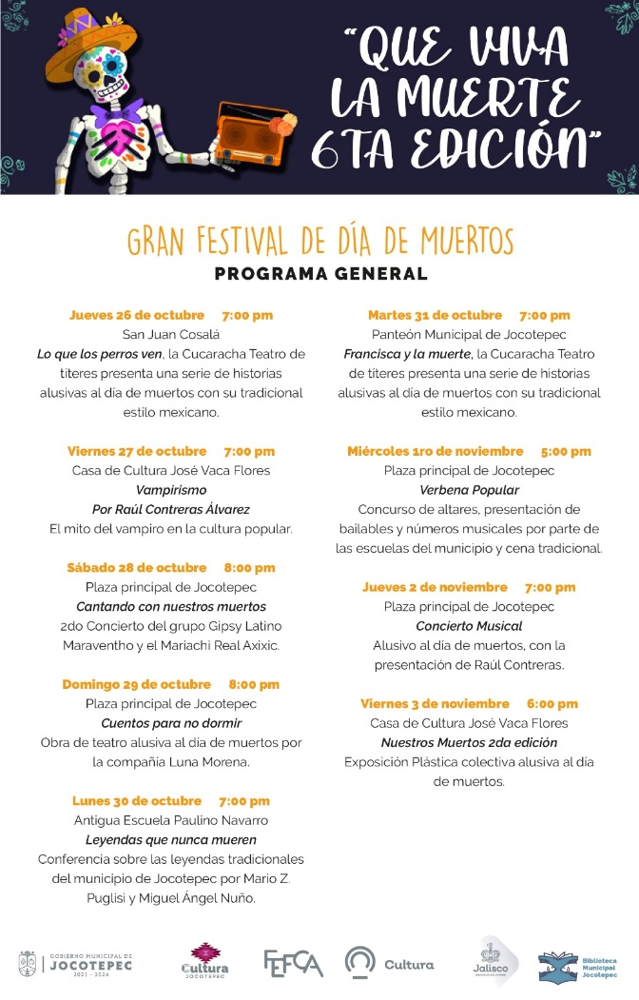 “QUE VIVA
LA MUERTE
6TA EDICIÓN”
GRAN FESTIVAL DE DÍA DE MUERTOS
PROGRAMA GENERAL
Jueves 26 de octubre 7:00 pm
San Juan Cosalá
Lo que los perros ven, la Cucaracha Teatro de
títeres presenta una serie de historias
alusivas al día de muertos con su tradicional
estilo mexicano.
Viernes 27 de octubre 7:00 pm
Casa de Cultura José Vaca Flores
Vampirismo
Por Raúl Contreras Álvarez
El mito del vampiro en la cultura popular.
Sábado 28 de octubre 8:00 pm
Plaza principal de Jocotepec
Cantando con nuestros muertos
2do Concierto del grupo Gipsy Latino
Maraventho y el Mariachi Real Axixic.
Domingo 29 de octubre 8:00 pm
Plaza principal de Jocotepec
Cuentos para no dormir
Obra de teatro alusiva al día de muertos por
la compañía Luna Morena.
Lunes 30 de octubre 7:00 pm
Antigua Escuela Paulino Navarro
Leyendas que nunca mueren
Conferencia sobre las leyendas tradicionales
del municipio de Jocotepec por Mario Z.
Puglisi y Miguel Ángel Nuño.
Martes 31 de octubre 7:00 pm
Panteón Municipal de Jocotepec
Francisca y la muerte, la Cucaracha Teatro
de títeres presenta una serie de historias
alusivas al día de muertos con su tradicional
estilo mexicano.
Miércoles 1ro de noviembre 5:00 pm
Plaza principal de Jocotepec
Verbena Popular
Concurso de altares, presentación de
bailables y números musicales por parte de
las escuelas del municipio y cena tradicional.
Jueves 2 de noviembre 7:00 pm
Plaza principal de Jocotepec
Concierto Musical
Alusivo al día de muertos, con la
presentación de Raúl Contreras.
Viernes 3 de noviembre 6:00 pm
Casa de Cultura José Vaca Flores
Nuestros Muertos 2da edición
Exposición Plástica colectiva alusiva al día
de muertos.
GOBIERNO MUNICIPAL DE
JOCOTEPEC
2021 - 2024
Cultura
JOCOTEPEC
FEFCA
Cultura
Jalisco
Biblioteca
Municipal
Jocotepec